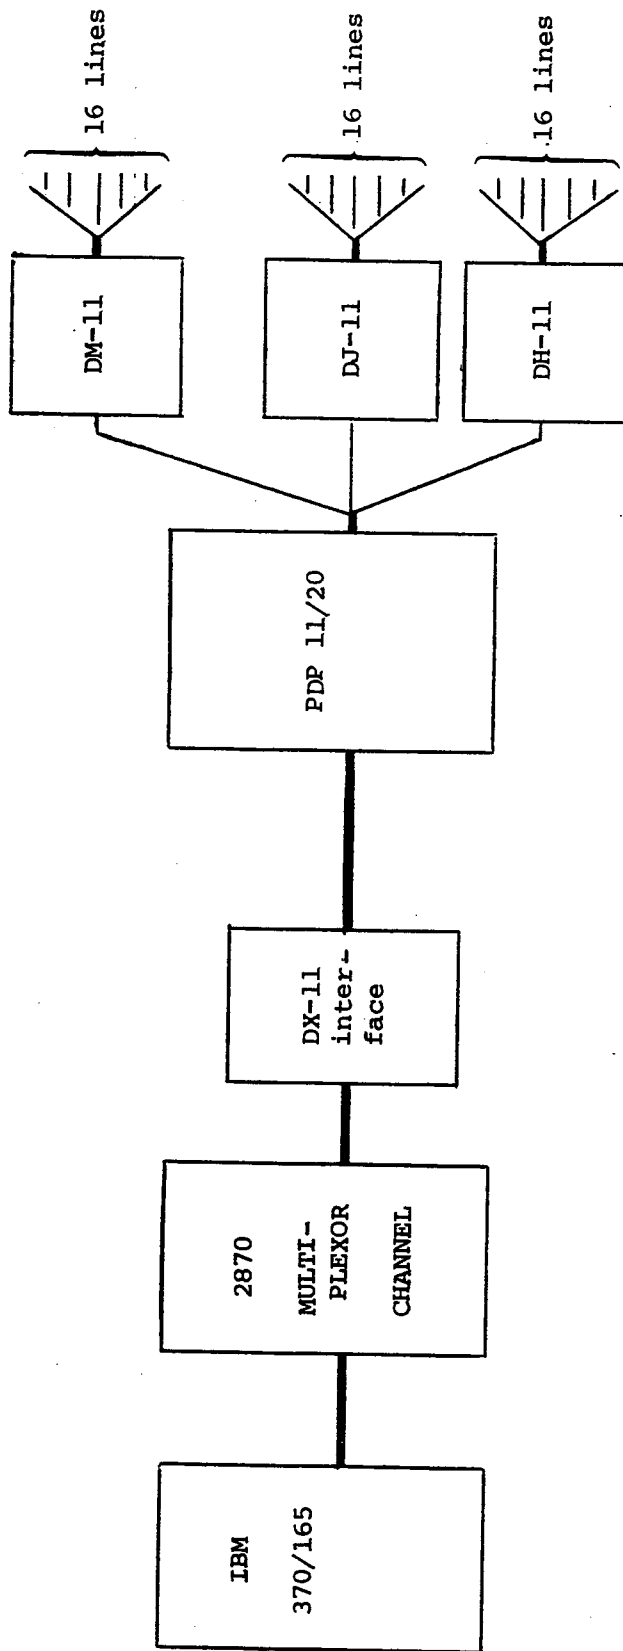 IBM
370/165
2870
MULTI-
PLEXOR
CHANNEL
DX-11
inter-
face
PDP 11/20
DM-11
16 lines
DJ-11
16 lines
DH-11
16 lines